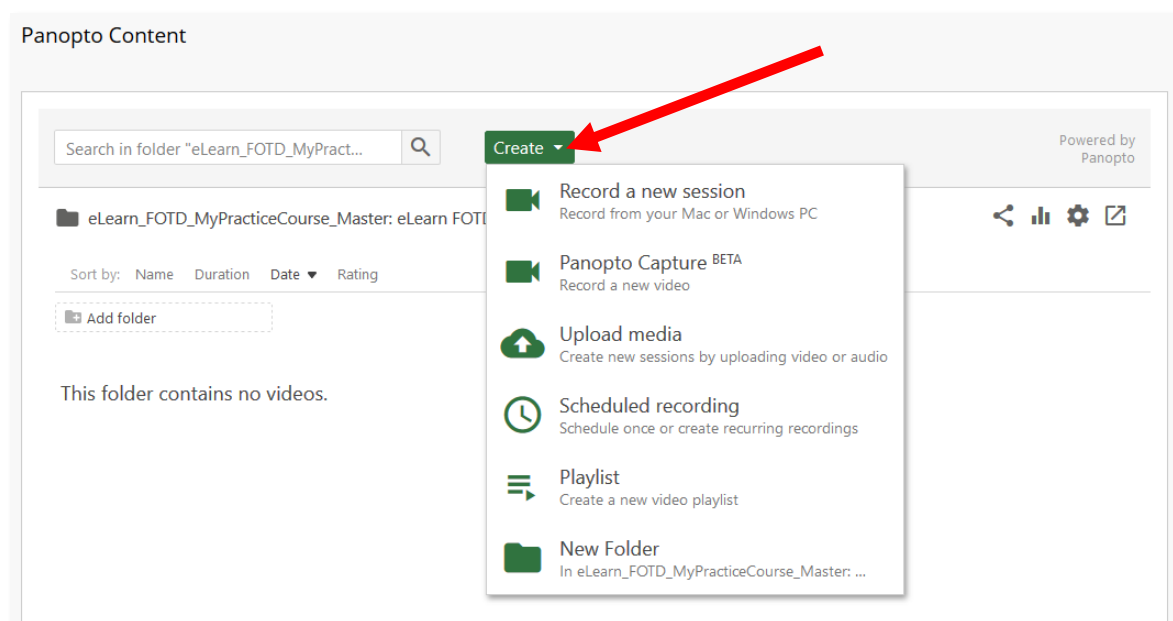 Panopto Content
Search in folder "eLearn_FOTD_MyPract...
Create
Powered by
Panopto
Record a new session
Record from your Mac or Windows PC
eLearn_FOTD_MyPracticeCourse_Master: eLearn FOTD
Panopto Capture BETA
Record a new video
Sort by: Name Duration Date Rating
Add folder
Upload media
Create new sessions by uploading video or audio
This folder contains no videos.
Scheduled recording
Schedule once or create recurring recordings
Playlist
Create a new video playlist
New Folder
In eLearn_FOTD_MyPracticeCourse_Master: ...